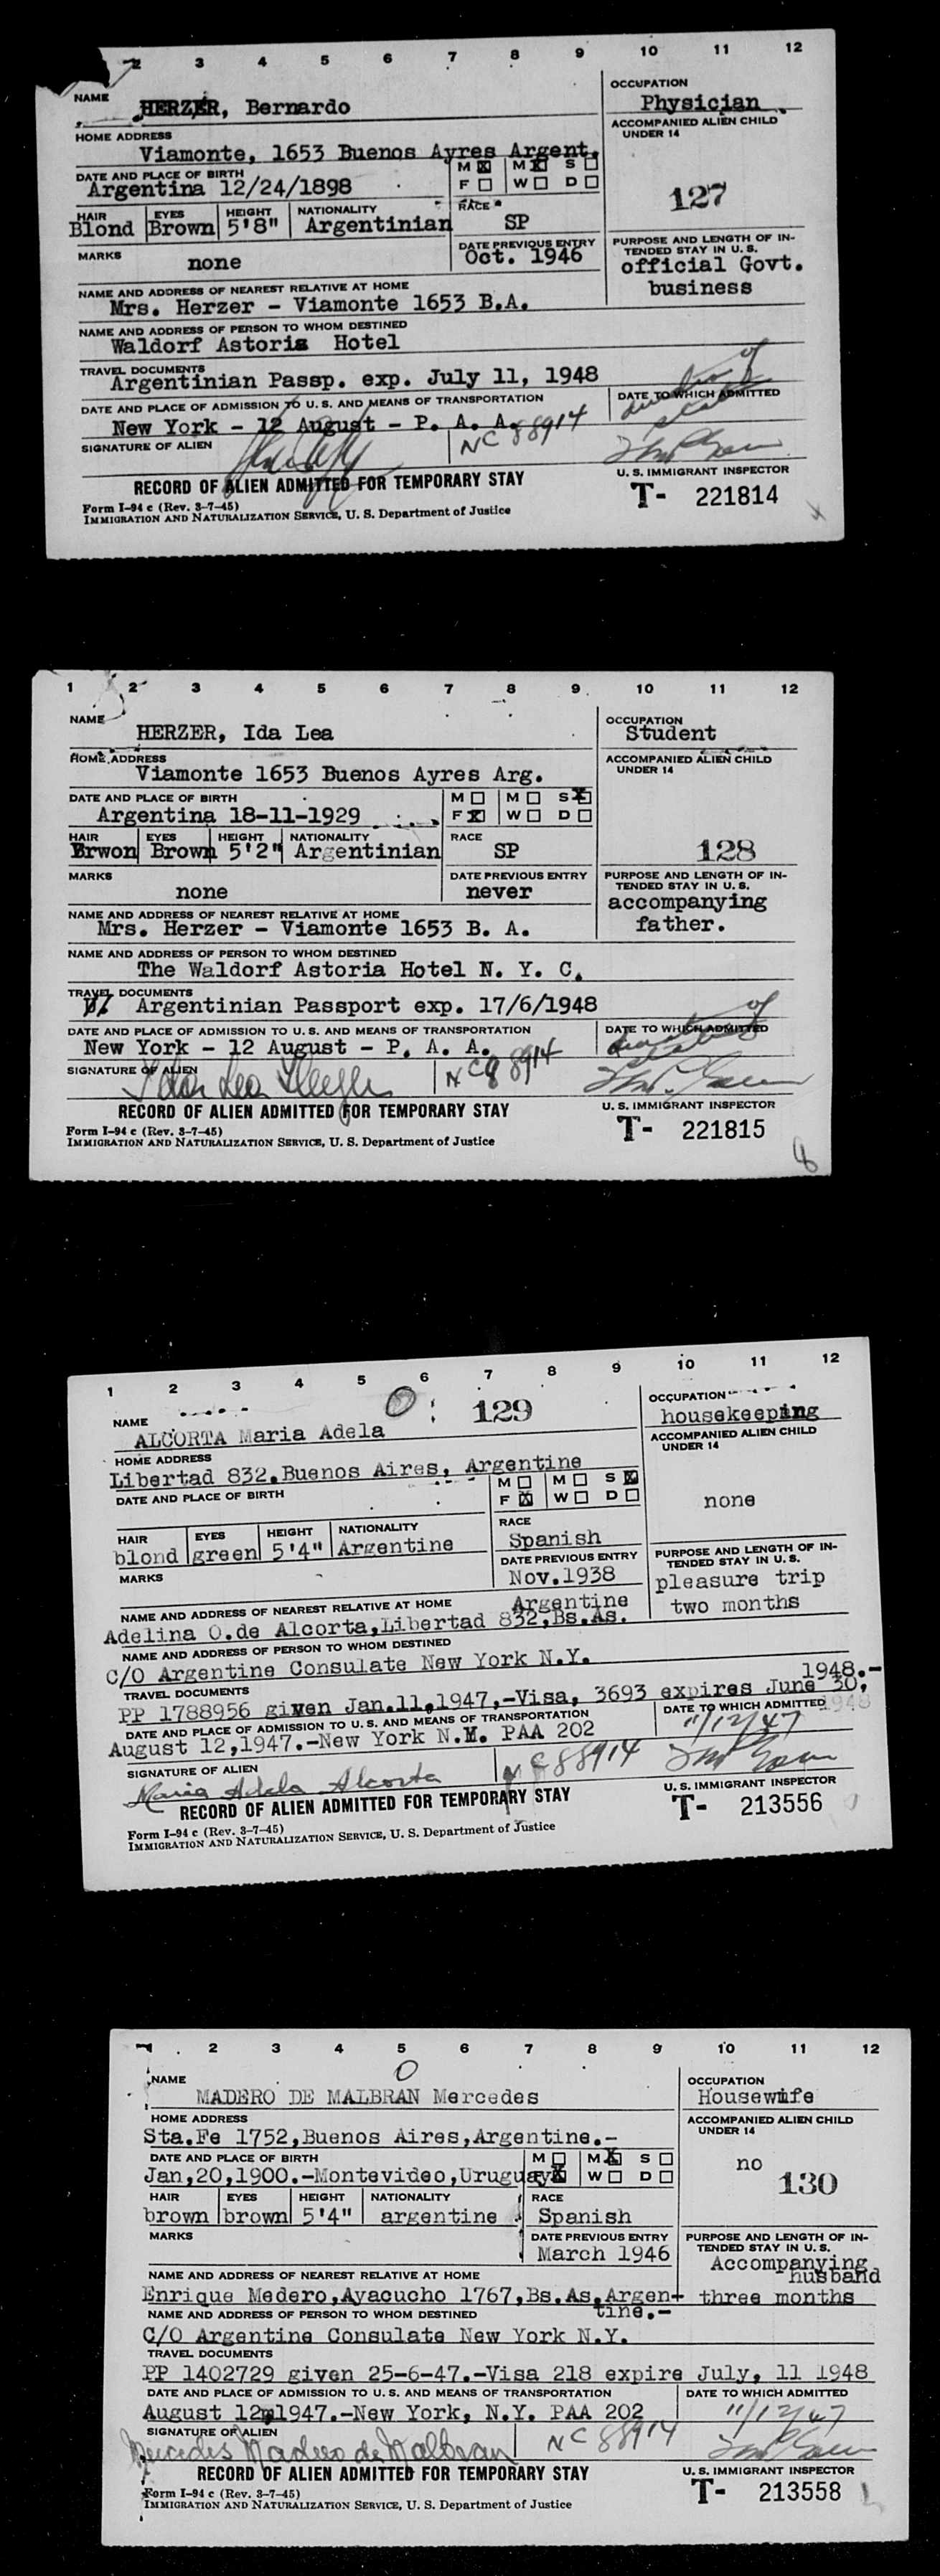 2 3 4 5 6 7 8 9 10 11 12
NAME HERZER, Bernardo
OCCUPATION Physician
HOME ADDRESS
Viamonte, 1653 Buenos Ayres Argent.
ACCOMPANIED ALIEN CHILD UNDER 14
127
DATE AND PLACE OF BIRTH
Argentina 12/24/1898
M ☒ M ☒ S ☐
F ☐ W ☐ D ☐
HAIR EYES HEIGHT NATIONALITY RACE
Blond Brown 5'8" Argentinian SP
MARKS none
DATE PREVIOUS ENTRY
Oct. 1946
PURPOSE AND LENGTH OF IN-
TENDED STAY IN U. S.
official Govt.
business
NAME AND ADDRESS OF NEAREST RELATIVE AT HOME
Mrs. Herzer - Viamonte 1653 B.A.
NAME AND ADDRESS OF PERSON TO WHOM DESTINED
Waldorf Astoria Hotel
TRAVEL DOCUMENTS
Argentinian Passp. exp. July 11, 1948
DATE AND PLACE OF ADMISSION TO U. S. AND MEANS OF TRANSPORTATION
New York - 12 August - P. A. A.
DATE TO WHICH ADMITTED
duration of status
SIGNATURE OF ALIEN
NC 88914
RECORD OF ALIEN ADMITTED FOR TEMPORARY STAY
U. S. IMMIGRANT INSPECTOR
T- 221814
Form I-94 c (Rev. 3-7-45)
IMMIGRATION AND NATURALIZATION SERVICE, U. S. Department of Justice
1 2 3 4 5 6 7 8 9 10 11 12
NAME HERZER, Ida Lea
OCCUPATION
Student
HOME ADDRESS
Viamonte 1653 Buenos Ayres Arg.
ACCOMPANIED ALIEN CHILD UNDER 14
128
DATE AND PLACE OF BIRTH
Argentina 18-11-1929
M ☐ M ☐ S ☒
F ☒ W ☐ D ☐
HAIR EYES HEIGHT NATIONALITY RACE
Brwon Brown 5'2" Argentinian SP
MARKS none
DATE PREVIOUS ENTRY
never
PURPOSE AND LENGTH OF IN-
TENDED STAY IN U. S.
accompanying
father.
NAME AND ADDRESS OF NEAREST RELATIVE AT HOME
Mrs. Herzer - Viamonte 1653 B. A.
NAME AND ADDRESS OF PERSON TO WHOM DESTINED
The Waldorf Astoria Hotel N. Y. C.
TRAVEL DOCUMENTS
Argentinian Passport exp. 17/6/1948
DATE AND PLACE OF ADMISSION TO U. S. AND MEANS OF TRANSPORTATION
New York - 12 August - P. A. A.
DATE TO WHICH ADMITTED
duration of status
SIGNATURE OF ALIEN
Ida Lea Herzer
NC 88914
RECORD OF ALIEN ADMITTED FOR TEMPORARY STAY
U. S. IMMIGRANT INSPECTOR
T- 221815
Form I-94 c (Rev. 3-7-45)
IMMIGRATION AND NATURALIZATION SERVICE, U. S. Department of Justice
8
1 2 3 4 5 6 7 8 9 10 11 12
0 129
NAME
ALCORTA Maria Adela
OCCUPATION
housekeeping
HOME ADDRESS
Libertad 832.Buenos Aires, Argentine
ACCOMPANIED ALIEN CHILD UNDER 14
none
DATE AND PLACE OF BIRTH
M ☐ M ☐ S ☒
F ☒ W ☐ D ☐
HAIR EYES HEIGHT NATIONALITY RACE
blond green 5'4" Argentine Spanish
MARKS
DATE PREVIOUS ENTRY
Nov.1938
PURPOSE AND LENGTH OF IN-
TENDED STAY IN U. S.
pleasure trip
two months
NAME AND ADDRESS OF NEAREST RELATIVE AT HOME Argentine
Adelina O.de Alcorta,Libertad 832,Bs.As.
NAME AND ADDRESS OF PERSON TO WHOM DESTINED
C/O Argentine Consulate New York N.Y.
TRAVEL DOCUMENTS 1948.-
PP 1788956 given Jan.11,1947,-Visa, 3693 expires June 30, 1948
DATE AND PLACE OF ADMISSION TO U. S. AND MEANS OF TRANSPORTATION
August 12,1947.-New York N.Y. PAA 202
DATE TO WHICH ADMITTED
11/12/47
SIGNATURE OF ALIEN
Maria Adela Alcorta
NC 88914
RECORD OF ALIEN ADMITTED FOR TEMPORARY STAY
U. S. IMMIGRANT INSPECTOR
T- 213556
Form I-94 c (Rev. 3-7-45)
IMMIGRATION AND NATURALIZATION SERVICE, U. S. Department of Justice
1 2 3 4 5 6 7 8 9 10 11 12
0
NAME
MADERO DE MALBRAN Mercedes
OCCUPATION
Housewife
HOME ADDRESS
Sta.Fe 1752,Buenos Aires,Argentine.-
ACCOMPANIED ALIEN CHILD UNDER 14
no
130
DATE AND PLACE OF BIRTH
Jan,20,1900.-Montevideo,Uruguay
M ☐ M ☒ S ☐
F ☒ W ☐ D ☐
HAIR EYES HEIGHT NATIONALITY RACE
brown brown 5'4" argentine Spanish
MARKS
DATE PREVIOUS ENTRY
March 1946
PURPOSE AND LENGTH OF IN-
TENDED STAY IN U. S.
Accompanying
husband
three months
NAME AND ADDRESS OF NEAREST RELATIVE AT HOME
Enrique Medero,Ayacucho 1767,Bs.As.Argen-
tine.-
NAME AND ADDRESS OF PERSON TO WHOM DESTINED
C/O Argentine Consulate New York N.Y.
TRAVEL DOCUMENTS
PP 1402729 given 25-6-47.-Visa 218 expire July, 11 1948
DATE AND PLACE OF ADMISSION TO U. S. AND MEANS OF TRANSPORTATION
August 12,1947.-New York, N.Y. PAA 202
DATE TO WHICH ADMITTED
11/12/47
SIGNATURE OF ALIEN
Mercedes Madero de Malbran
NC 88914
RECORD OF ALIEN ADMITTED FOR TEMPORARY STAY
U. S. IMMIGRANT INSPECTOR
T- 213558
Form I-94 c (Rev. 3-7-45)
IMMIGRATION AND NATURALIZATION SERVICE, U. S. Department of Justice